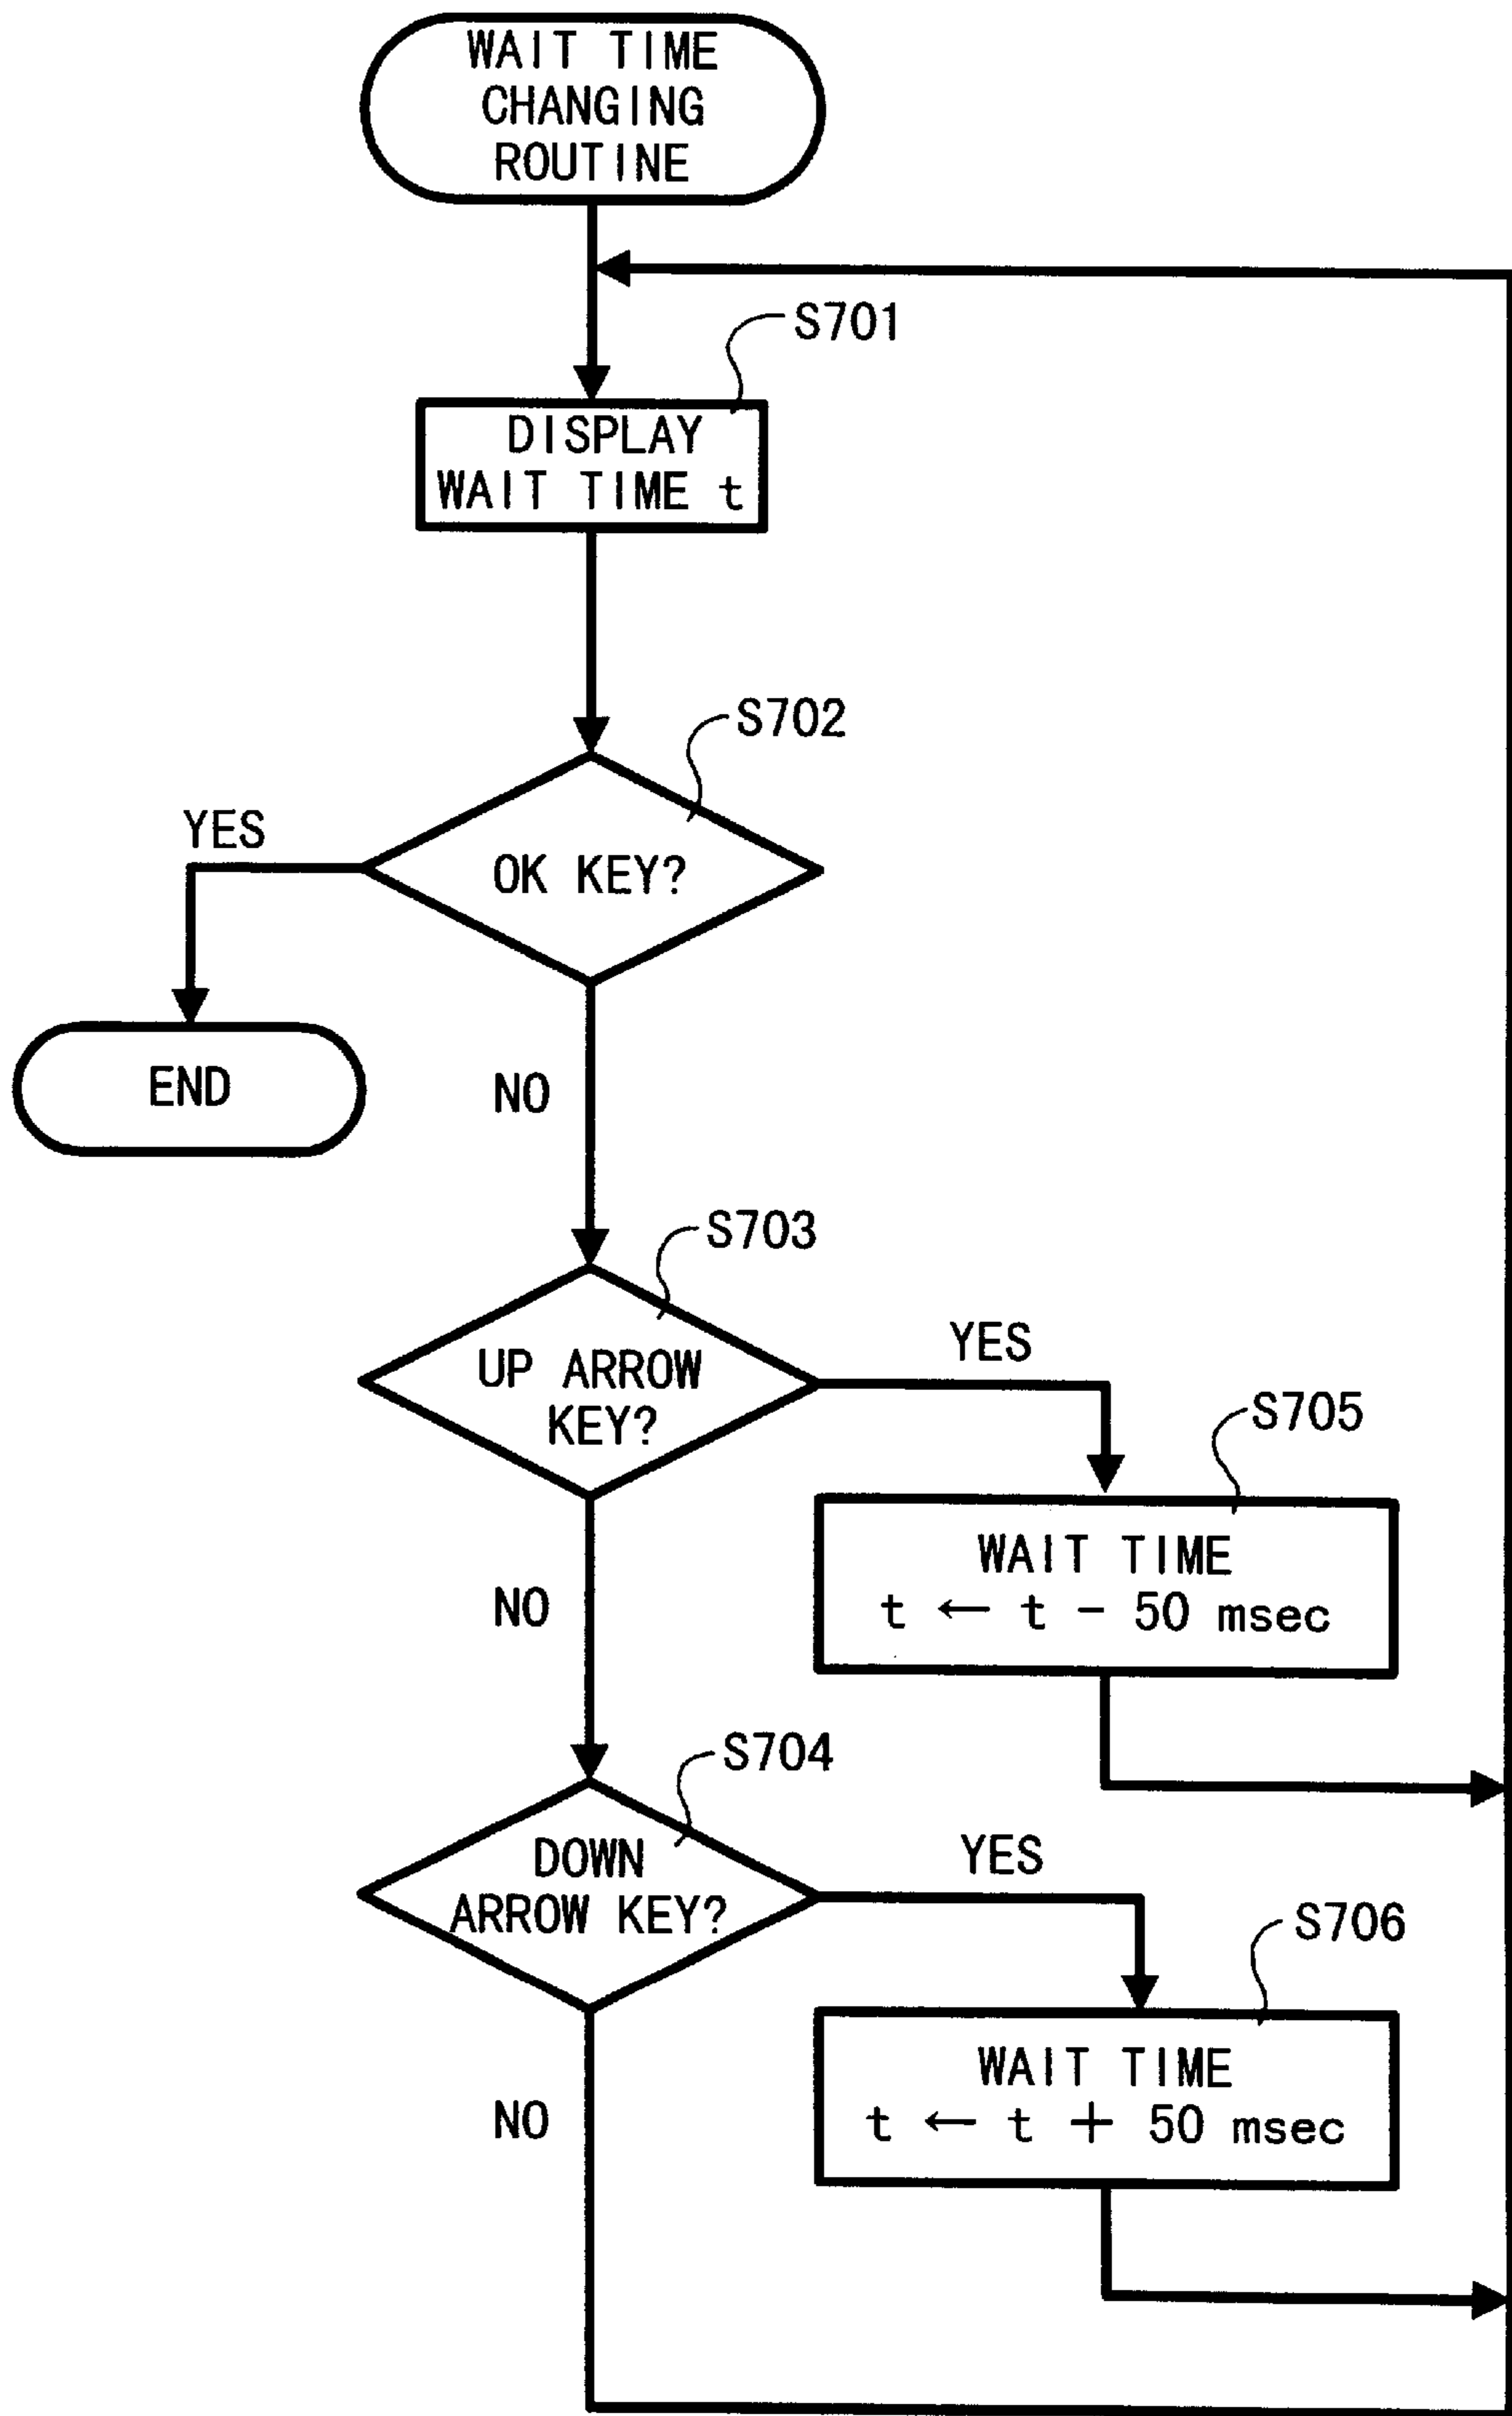 WAIT TIME
CHANGING
ROUTINE
S701
DISPLAY
WAIT TIME t
S702
YES
OK KEY?
END
NO
S703
YES
UP ARROW
KEY?
S705
WAIT TIME
t ← t - 50 msec
NO
S704
YES
DOWN
ARROW KEY?
S706
WAIT TIME
t ← t + 50 msec
NO